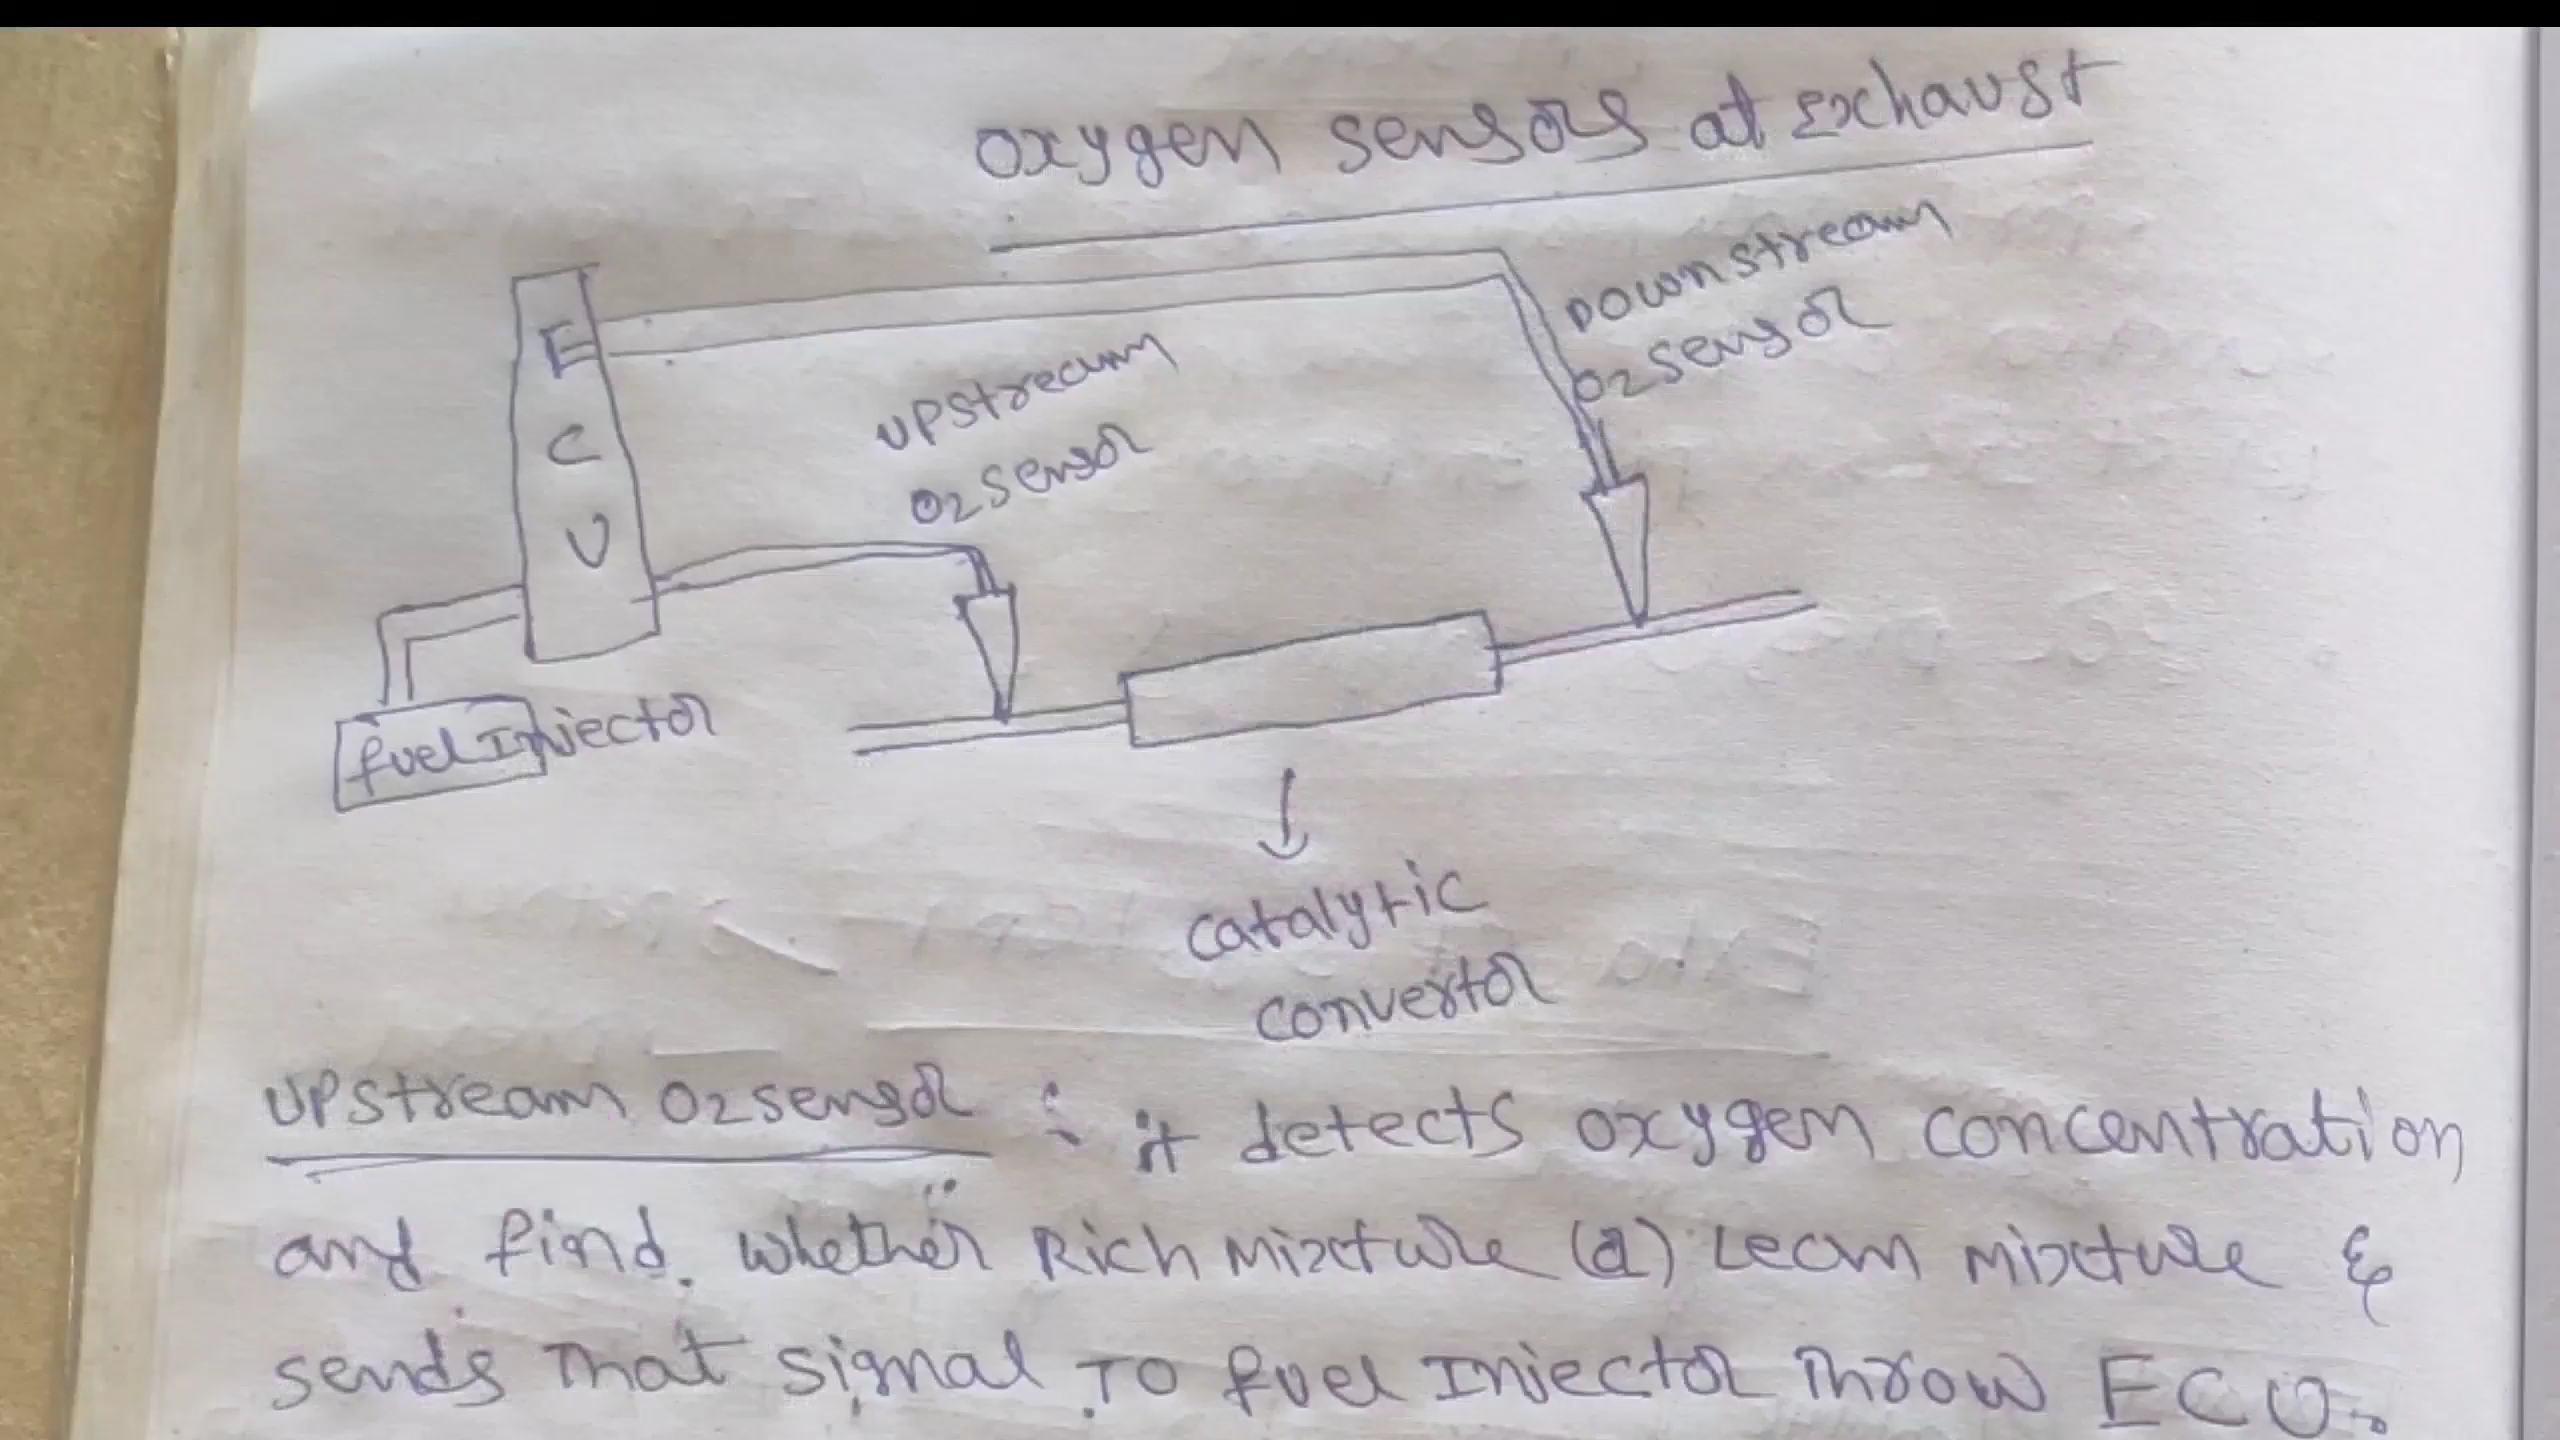 Oxygen sensors at Exhaust
Downstream
O2 sensor
Upstream
O2 sensor
E
C
U
fuel Injector
catalytic
convertor
Upstream O2 sensor : it detects oxygen concentration
and find whether Rich mixture (or) Lean mixture &
sends that signal To fuel Injector Throw ECU.